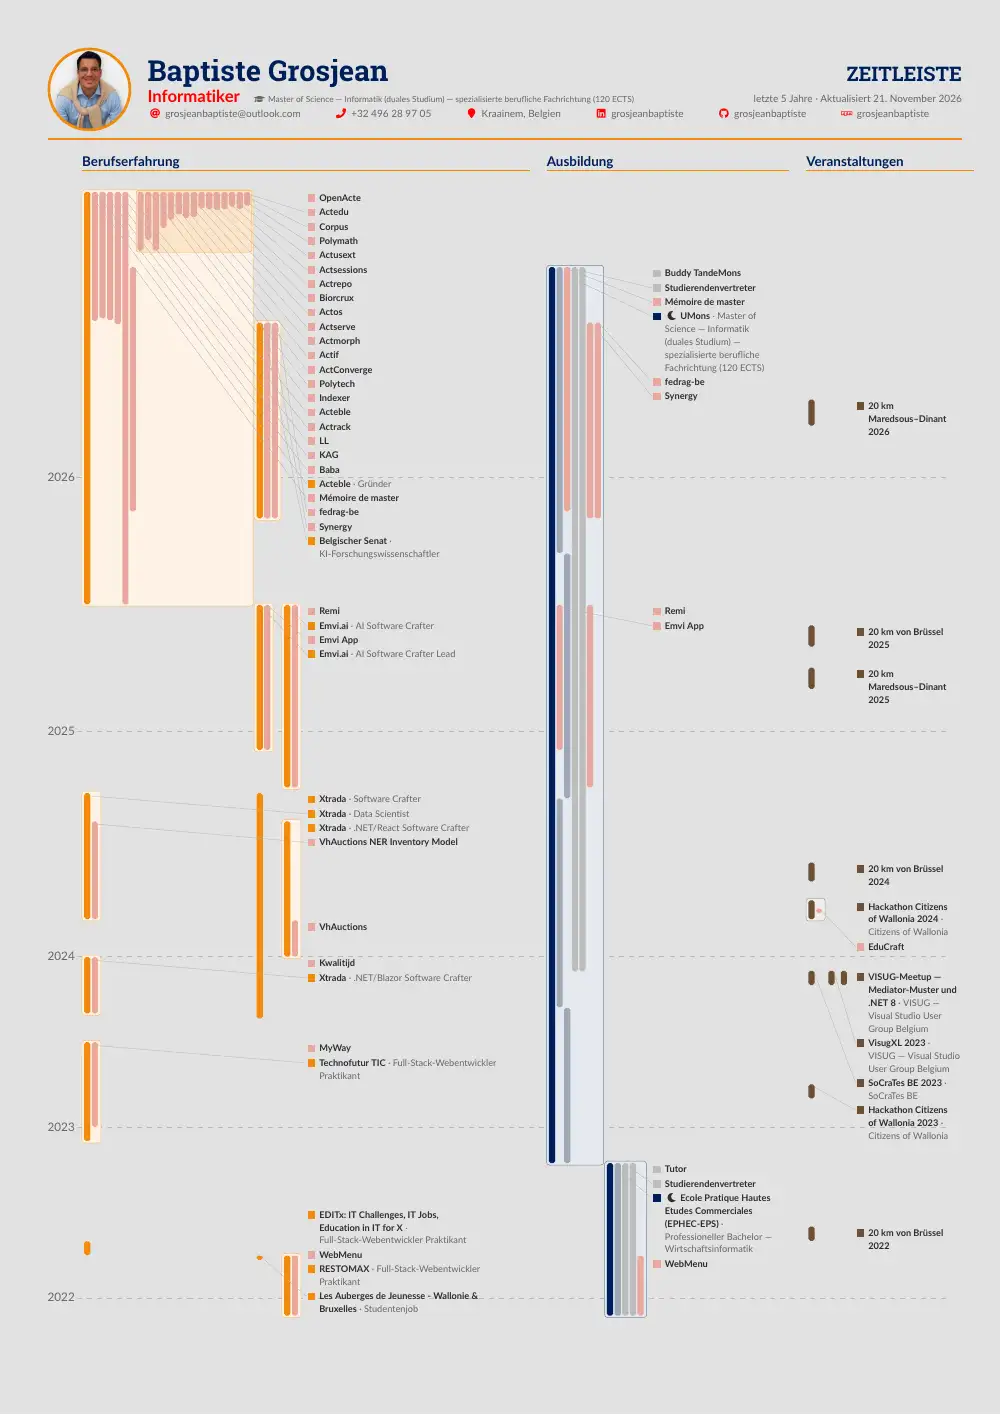 Baptiste Grosjean
ZEITLEISTE
Informatiker
Master of Science — Informatik (duales Studium) — spezialisierte berufliche Fachrichtung (120 ECTS)
letzte 5 Jahre · Aktualisiert 21. November 2026
grosjeanbaptiste@outlook.com
+32 496 28 97 05
Kraainem, Belgien
grosjeanbaptiste
grosjeanbaptiste
grosjeanbaptiste
Berufserfahrung
OpenActe
Actedu
Corpus
Polymath
Actusext
Actsessions
Actrepo
Biorcrux
Actos
Actserve
Actmorph
Actif
ActConverge
Polytech
Indexer
Acteble
Actrack
LL
KAG
Baba
2026
Acteble · Gründer
Mémoire de master
fedrag-be
Synergy
Belgischer Senat ·
KI-Forschungswissenschaftler
Remi
Emvi.ai · AI Software Crafter
Emvi App
Emvi.ai · AI Software Crafter Lead
2025
Xtrada · Software Crafter
Xtrada · Data Scientist
Xtrada · .NET/React Software Crafter
VhAuctions NER Inventory Model
VhAuctions
2024
Kwalitijd
Xtrada · .NET/Blazor Software Crafter
MyWay
Technofutur TIC · Full-Stack-Webentwickler
Praktikant
2023
EDITx: IT Challenges, IT Jobs,
Education in IT for X ·
Full-Stack-Webentwickler Praktikant
WebMenu
RESTOMAX · Full-Stack-Webentwickler
Praktikant
2022
Les Auberges de Jeunesse - Wallonie &
Bruxelles · Studentenjob
Ausbildung
Buddy TandeMons
Studierendenvertreter
Mémoire de master
UMons · Master of
Science — Informatik
(duales Studium) —
spezialisierte berufliche
Fachrichtung (120 ECTS)
fedrag-be
Synergy
Remi
Emvi App
Tutor
Studierendenvertreter
Ecole Pratique Hautes
Etudes Commerciales
(EPHEC-EPS) ·
Professioneller Bachelor —
Wirtschaftsinformatik
WebMenu
Veranstaltungen
20 km
Maredsous–Dinant
2026
20 km von Brüssel
2025
20 km
Maredsous–Dinant
2025
20 km von Brüssel
2024
Hackathon Citizens
of Wallonia 2024 ·
Citizens of Wallonia
EduCraft
VISUG-Meetup —
Mediator-Muster und
.NET 8 · VISUG —
Visual Studio User
Group Belgium
VisugXL 2023 ·
VISUG — Visual Studio
User Group Belgium
SoCraTes BE 2023 ·
SoCraTes BE
Hackathon Citizens
of Wallonia 2023 ·
Citizens of Wallonia
20 km von Brüssel
2022